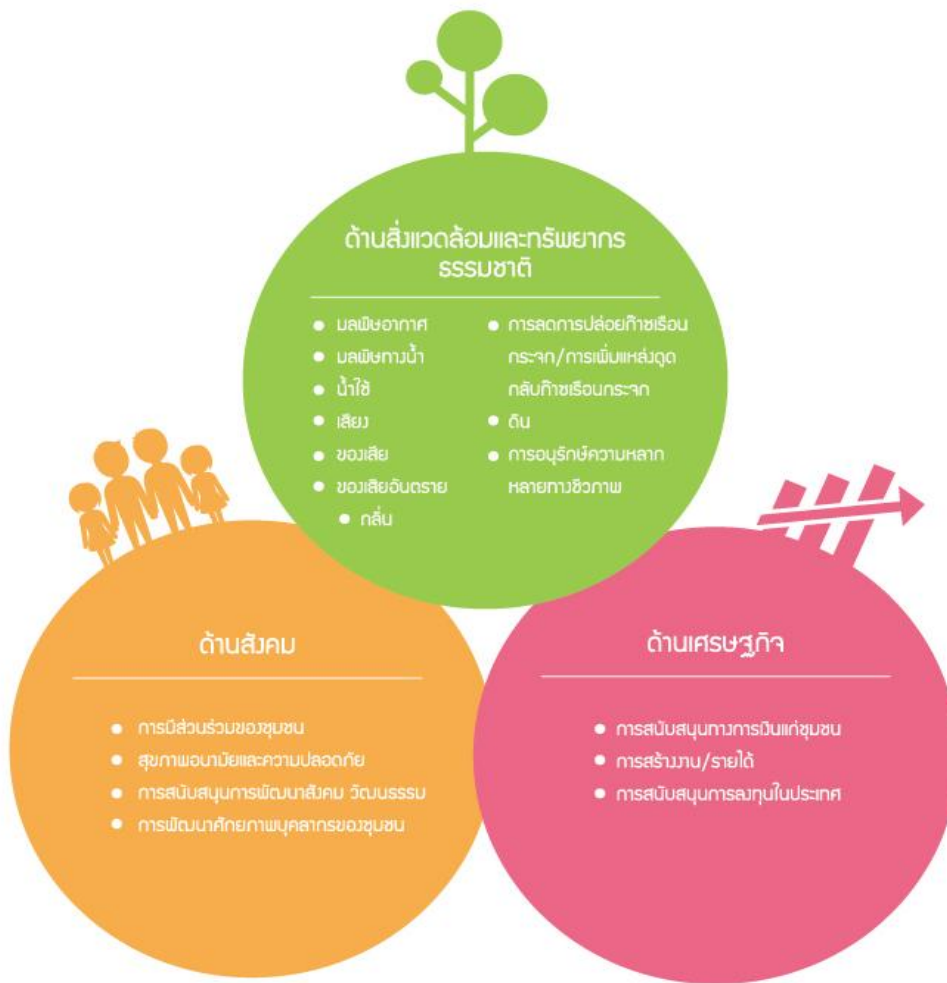 ด้านสิ่งแวดล้อมและทรัพยากร
ธรรมชาติ
มลพิษอากาศ
มลพิษทางน้ำ
น้ำใช้
เสียง
ของเสีย
ของเสียอันตราย
กลิ่น
การลดการปล่อยก๊าซเรือน
กระจก/การเพิ่มแหล่งดูด
กลับก๊าซเรือนกระจก
ดิน
การอนุรักษ์ความหลาก
หลายทางชีวภาพ
ด้านสังคม
การมีส่วนร่วมของชุมชน
สุขภาพอนามัยและความปลอดภัย
การสนับสนุนการพัฒนาสังคม วัฒนธรรม
การพัฒนาศักยภาพบุคลากรของชุมชน
ด้านเศรษฐกิจ
การสนับสนุนทางการเงินแก่ชุมชน
การสร้างงาน/รายได้
การสนับสนุนการลงทุนในประเทศ